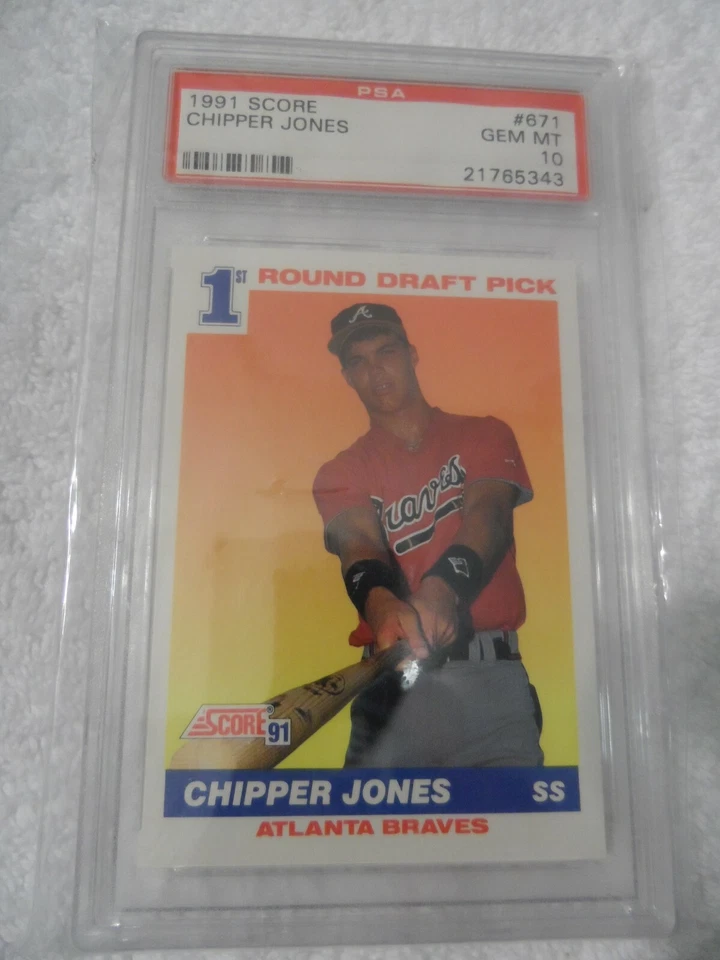 PSA
1991 SCORE #671
CHIPPER JONES GEM MT
10
21765343
1ST ROUND DRAFT PICK
A
Braves
SCORE® 91
CHIPPER JONES SS
ATLANTA BRAVES